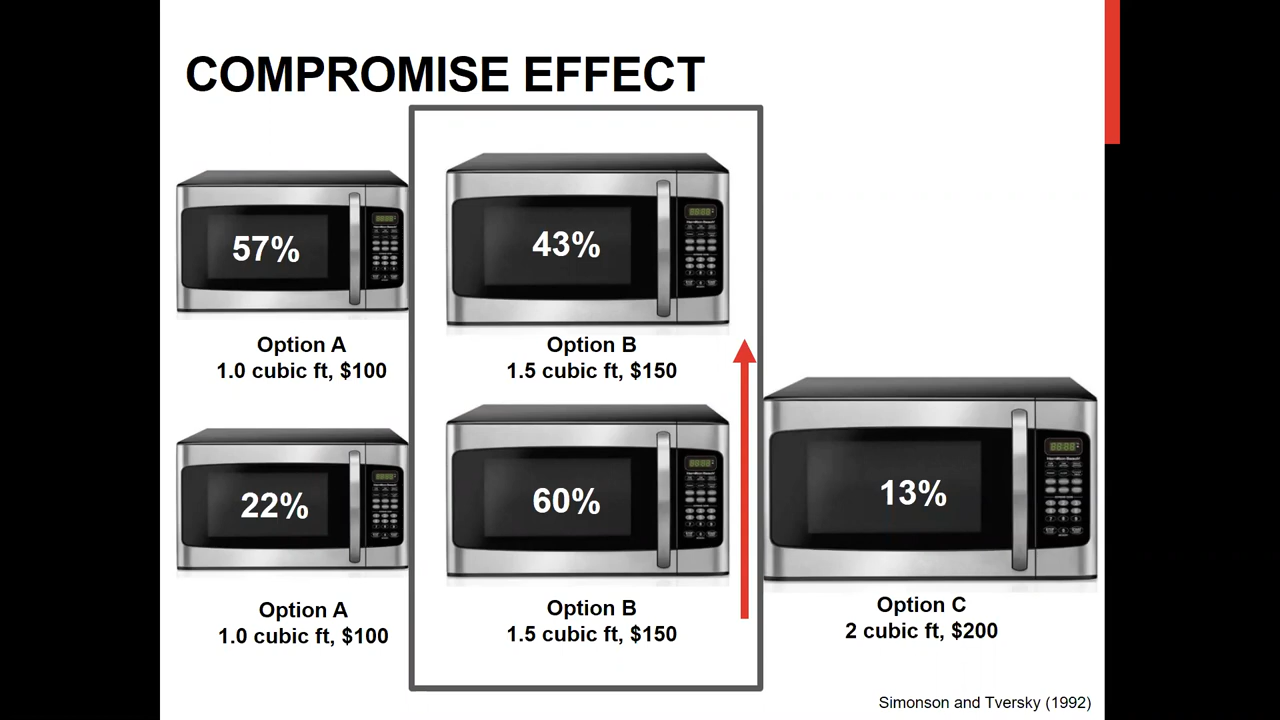 COMPROMISE EFFECT
57%
43%
Option A
1.0 cubic ft, $100
Option B
1.5 cubic ft, $150
22%
60%
13%
Option A
1.0 cubic ft, $100
Option B
1.5 cubic ft, $150
Option C
2 cubic ft, $200
Simonson and Tversky (1992)